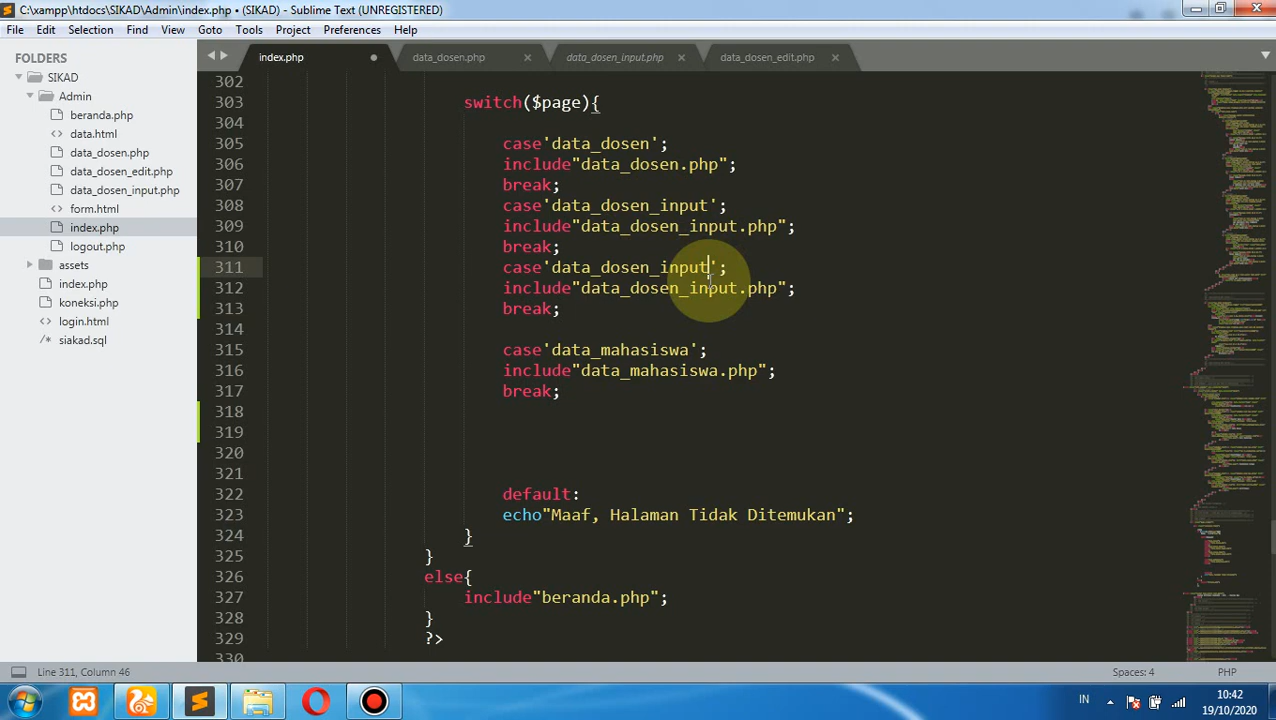 C:\xampp\htdocs\SIKAD\Admin\index.php • (SIKAD) - Sublime Text (UNREGISTERED)
File Edit Selection Find View Goto Tools Project Preferences Help
FOLDERS
SIKAD
Admin
beranda.php
data.html
data_dosen.php
data_dosen_edit.php
data_dosen_input.php
form.html
index.php
logout.php
assets
index.php
koneksi.php
login.html
siakad.sql
index.php data_dosen.php data_dosen_input.php data_dosen_edit.php
302
303 switch($page){
304
305 case'data_dosen';
306 include"data_dosen.php";
307 break;
308 case'data_dosen_input';
309 include"data_dosen_input.php";
310 break;
311 case'data_dosen_input';
312 include"data_dosen_input.php";
313 break;
314
315 case'data_mahasiswa';
316 include"data_mahasiswa.php";
317 break;
318
319
320
321
322 default:
323 echo"Maaf, Halaman Tidak Ditemukan";
324 }
325 }
326 else{
327 include"beranda.php";
328 }
329 ?>
330
Line 311, Column 46 Spaces: 4 PHP
IN 10:42
19/10/2020